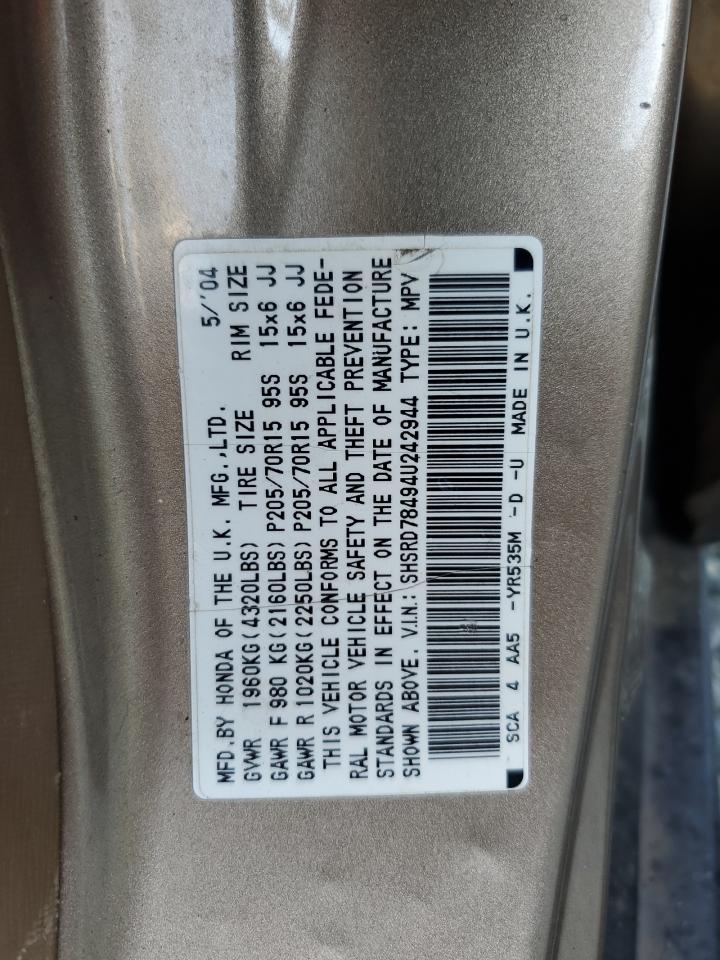 MFD.BY HONDA OF THE U.K. MFG.,LTD. 5/'04
GVWR 1960KG(4320LBS) TIRE SIZE RIM SIZE
GAWR F 980 KG(2160LBS) P205/70R15 95S 15x6 JJ
GAWR R 1020KG(2250LBS) P205/70R15 95S 15x6 JJ
THIS VEHICLE CONFORMS TO ALL APPLICABLE FEDE-
RAL MOTOR VEHICLE SAFETY AND THEFT PREVENTION
STANDARDS IN EFFECT ON THE DATE OF MANUFACTURE
SHOWN ABOVE. V.I.N.: SHSRD78494U242944 TYPE: MPV
SCA 4 AA5 -YR535M -D -U MADE IN U.K.